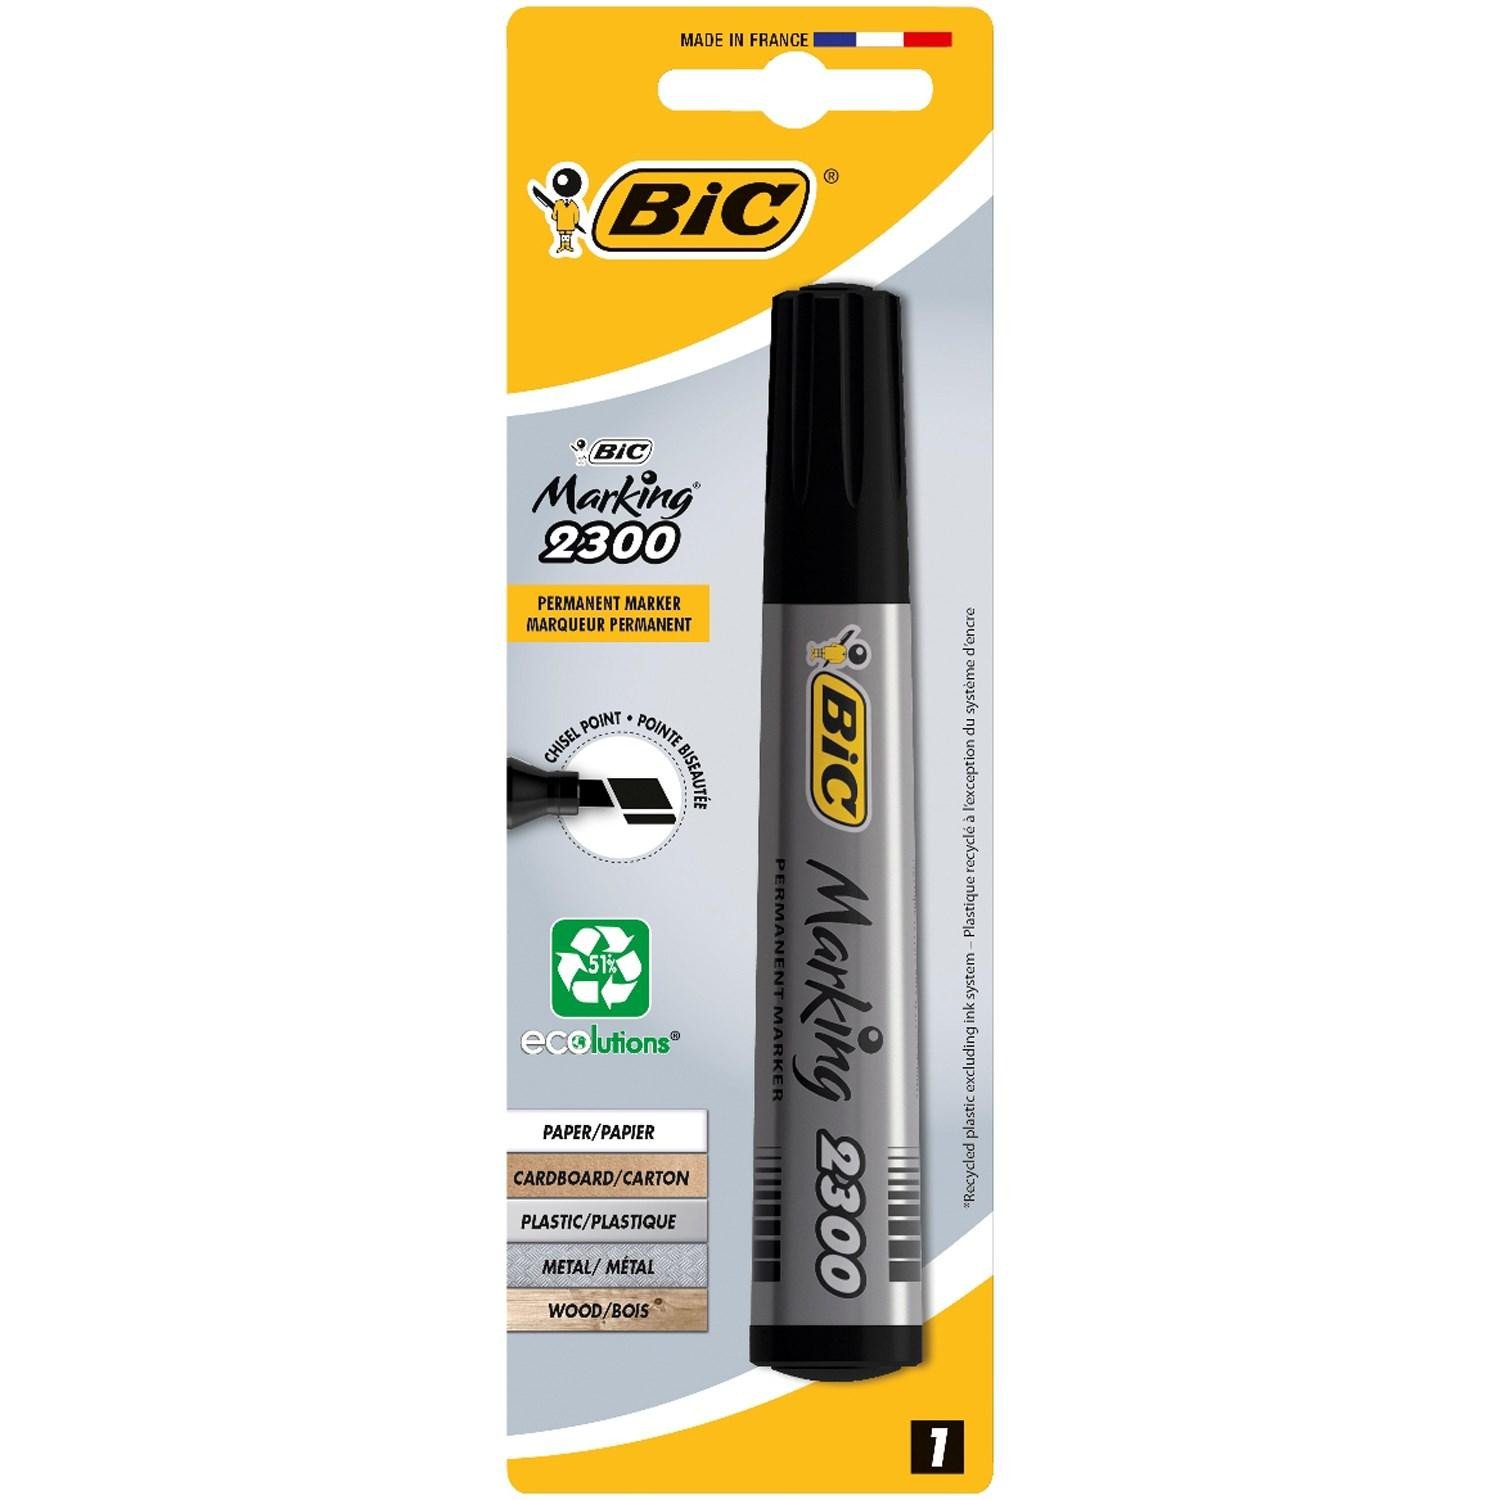 MADE IN FRANCE
BiC®
BiC
Marking®
2300
PERMANENT MARKER
MARQUEUR PERMANENT
CHISEL POINT • POINTE BISEAUTÉE
51%
ecolutions®
PAPER/PAPIER
CARDBOARD/CARTON
PLASTIC/PLASTIQUE
METAL/ MÉTAL
WOOD/BOIS
BiC
Marking 2300
PERMANENT MARKER
*Recycled plastic excluding ink system – Plastique recyclé à l'exception du système d'encre
1